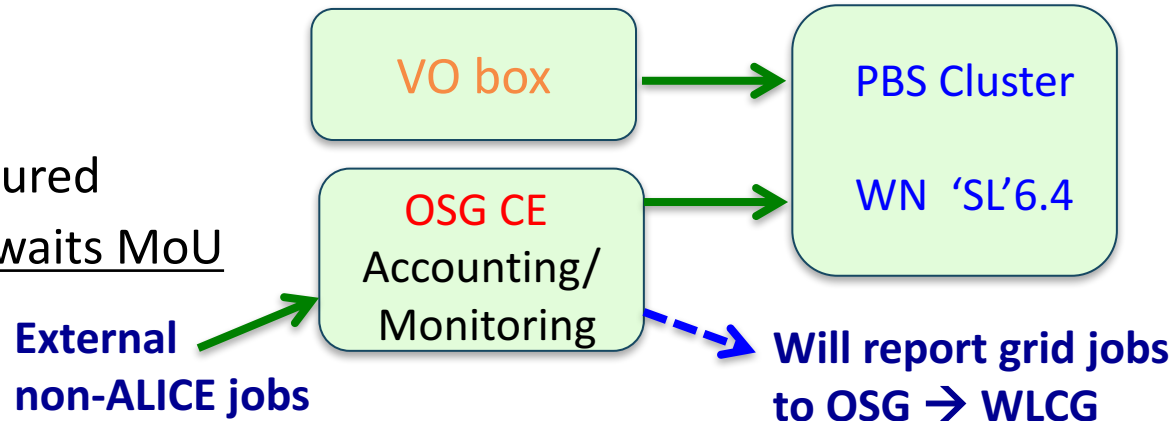 VO box
PBS Cluster
WN ‘SL’6.4
OSG CE
Accounting/
Monitoring
ured
waits MoU
External
non-ALICE jobs
Will report grid jobs
to OSG → WLCG